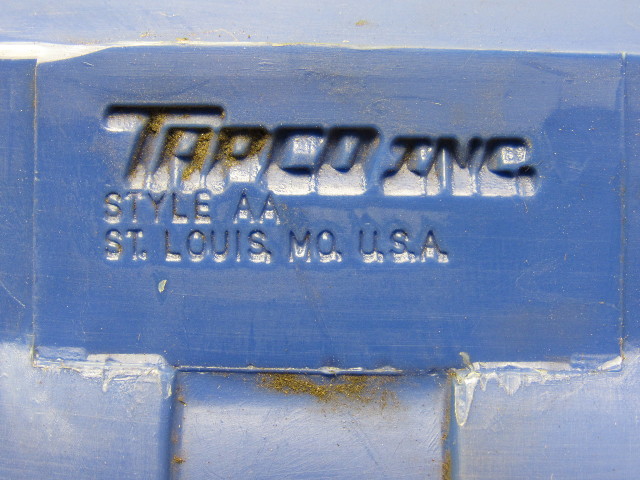 TAPCO INC.
STYLE AA
ST. LOUIS, MO. U.S.A.